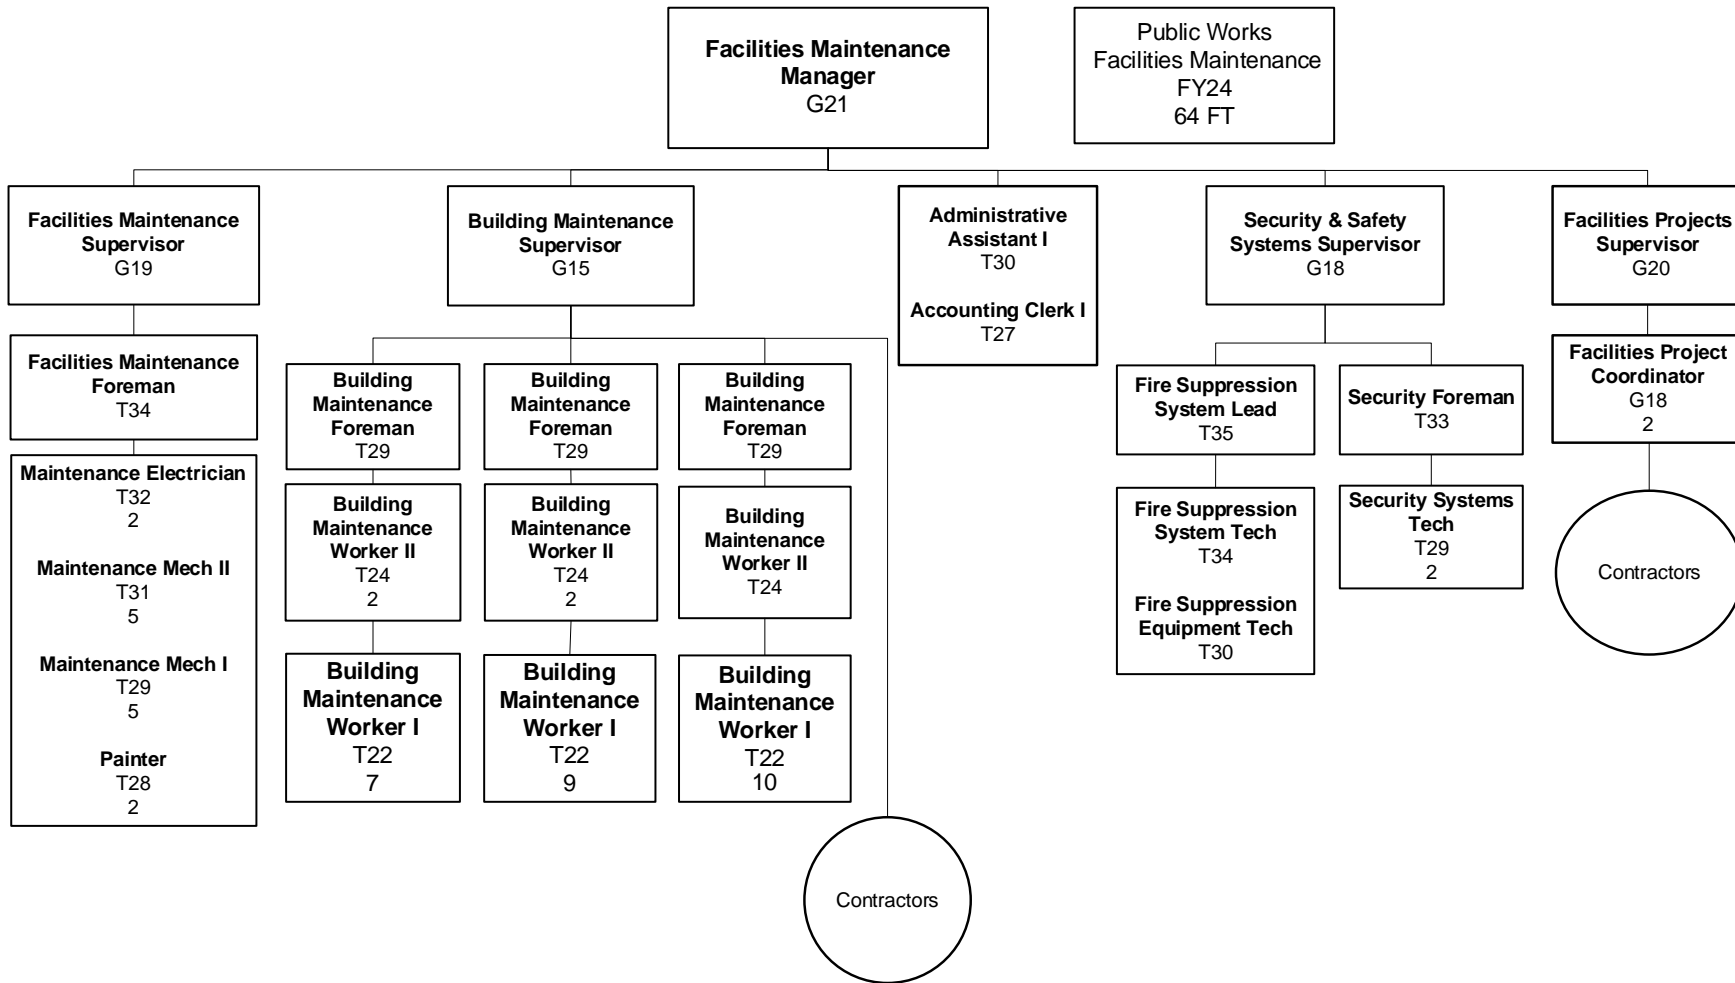 Facilities Maintenance
Manager
G21
Public Works
Facilities Maintenance
FY24
64 FT
Facilities Maintenance
Supervisor
G19
Building Maintenance
Supervisor
G15
Administrative
Assistant I
T30
Accounting Clerk I
T27
Security & Safety
Systems Supervisor
G18
Facilities Projects
Supervisor
G20
Facilities Maintenance
Foreman
T34
Maintenance Electrician
T32
2
Maintenance Mech II
T31
5
Maintenance Mech I
T29
5
Painter
T28
2
Building
Maintenance
Foreman
T29
Building
Maintenance
Worker II
T24
2
Building
Maintenance
Worker I
T22
7
Building
Maintenance
Foreman
T29
Building
Maintenance
Worker II
T24
2
Building
Maintenance
Worker I
T22
9
Building
Maintenance
Foreman
T29
Building
Maintenance
Worker II
T24
Building
Maintenance
Worker I
T22
10
Contractors
Fire Suppression
System Lead
T35
Fire Suppression
System Tech
T34
Fire Suppression
Equipment Tech
T30
Security Foreman
T33
Security Systems
Tech
T29
2
Facilities Project
Coordinator
G18
2
Contractors